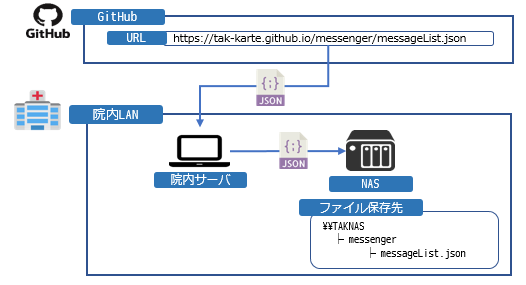 GitHub
GitHub
URL
https://tak-karte.github.io/messenger/messageList.json
JSON
院内LAN
JSON
院内サーバ
NAS
ファイル保存先
¥¥TAKNAS
├ messenger
├ messageList.json